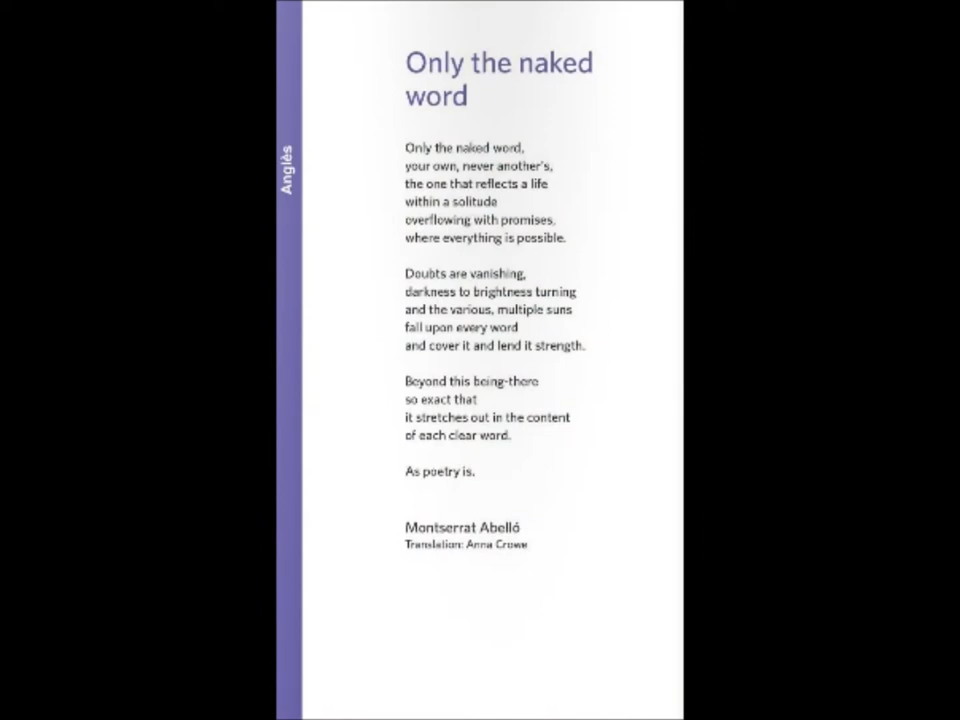 Anglès
Only the naked
word
Only the naked word,
your own, never another's,
the one that reflects a life
within a solitude
overflowing with promises,
where everything is possible.
Doubts are vanishing,
darkness to brightness turning
and the various, multiple suns
fall upon every word
and cover it and lend it strength.
Beyond this being-there
so exact that
it stretches out in the content
of each clear word.
As poetry is.
Montserrat Abelló
Translation: Anna Crowe